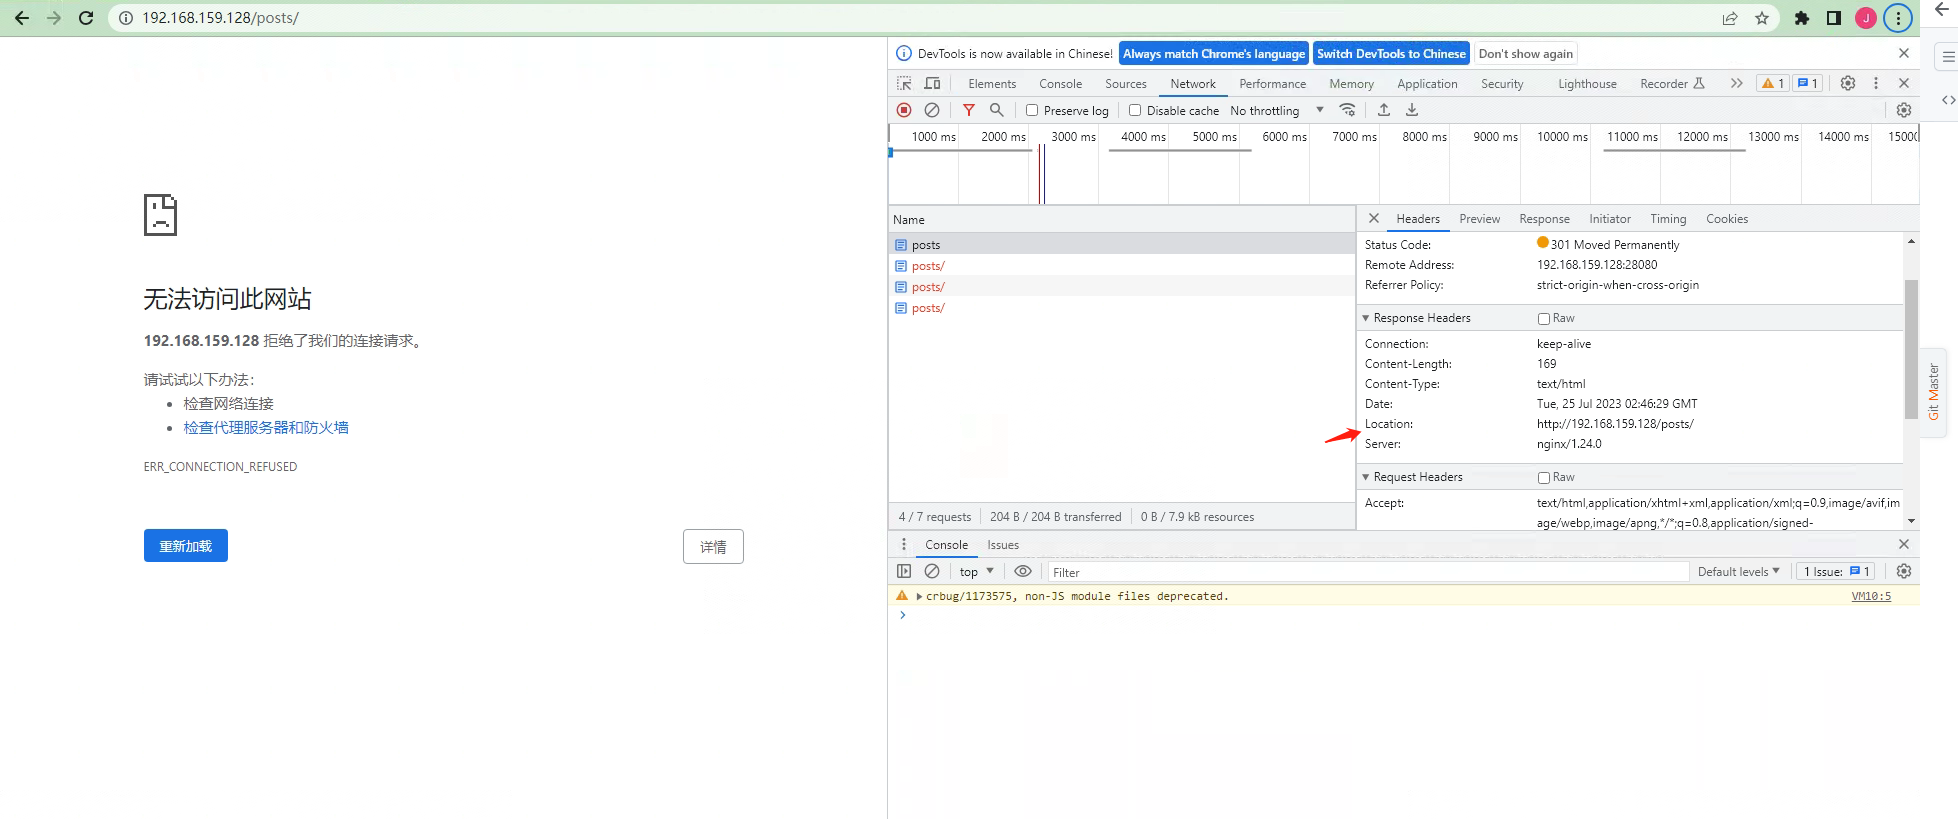 192.168.159.128/posts/
J
无法访问此网站
192.168.159.128 拒绝了我们的连接请求。
请试试以下办法：
检查网络连接
检查代理服务器和防火墙
ERR_CONNECTION_REFUSED
重新加载 详情
DevTools is now available in Chinese! Always match Chrome's language Switch DevTools to Chinese Don't show again
Elements Console Sources Network Performance Memory Application Security Lighthouse Recorder 1 1
Preserve log Disable cache No throttling
1000 ms 2000 ms 3000 ms 4000 ms 5000 ms 6000 ms 7000 ms 8000 ms 9000 ms 10000 ms 11000 ms 12000 ms 13000 ms 14000 ms 15000
Name
posts
posts/
posts/
posts/
4 / 7 requests 204 B / 204 B transferred 0 B / 7.9 kB resources
Headers Preview Response Initiator Timing Cookies
Status Code: 301 Moved Permanently
Remote Address: 192.168.159.128:28080
Referrer Policy: strict-origin-when-cross-origin
Response Headers Raw
Connection: keep-alive
Content-Length: 169
Content-Type: text/html
Date: Tue, 25 Jul 2023 02:46:29 GMT
Location: http://192.168.159.128/posts/
Server: nginx/1.24.0
Request Headers Raw
Accept: text/html,application/xhtml+xml,application/xml;q=0.9,image/avif,im
age/webp,image/apng,*/*;q=0.8,application/signed-
Console Issues
top Filter Default levels 1 Issue: 1
crbug/1173575, non-JS module files deprecated. VM10:5
Git Master